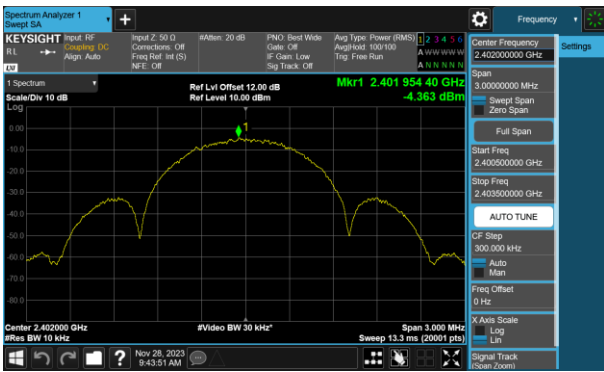 Spectrum Analyzer 1
Swept SA
+
Frequency
KEYSIGHT
RL
LXI
Input: RF
Coupling: DC
Align: Auto
Input Z: 50 Ω
Corrections: Off
Freq Ref: Int (S)
NFE: Off
#Atten: 20 dB
PNO: Best Wide
Gate: Off
IF Gain: Low
Sig Track: Off
Avg Type: Power (RMS)
Avg|Hold: 100/100
Trig: Free Run
1 2 3 4 5 6
A W W W W W
A N N N N N
1 Spectrum
Scale/Div 10 dB
Log
Ref Lvl Offset 12.00 dB
Ref Level 10.00 dBm
Mkr1 2.401 954 40 GHz
-4.363 dBm
1
0.00
-10.0
-20.0
-30.0
-40.0
-50.0
-60.0
-70.0
-80.0
Center 2.402000 GHz
#Res BW 10 kHz
#Video BW 30 kHz*
Span 3.000 MHz
Sweep 13.3 ms (20001 pts)
?
Nov 28, 2023
9:43:51 AM
Center Frequency
2.402000000 GHz
Settings
Span
3.00000000 MHz
Swept Span
Zero Span
Full Span
Start Freq
2.400500000 GHz
Stop Freq
2.403500000 GHz
AUTO TUNE
CF Step
300.000 kHz
Auto
Man
Freq Offset
0 Hz
X Axis Scale
Log
Lin
Signal Track
(Span Zoom)